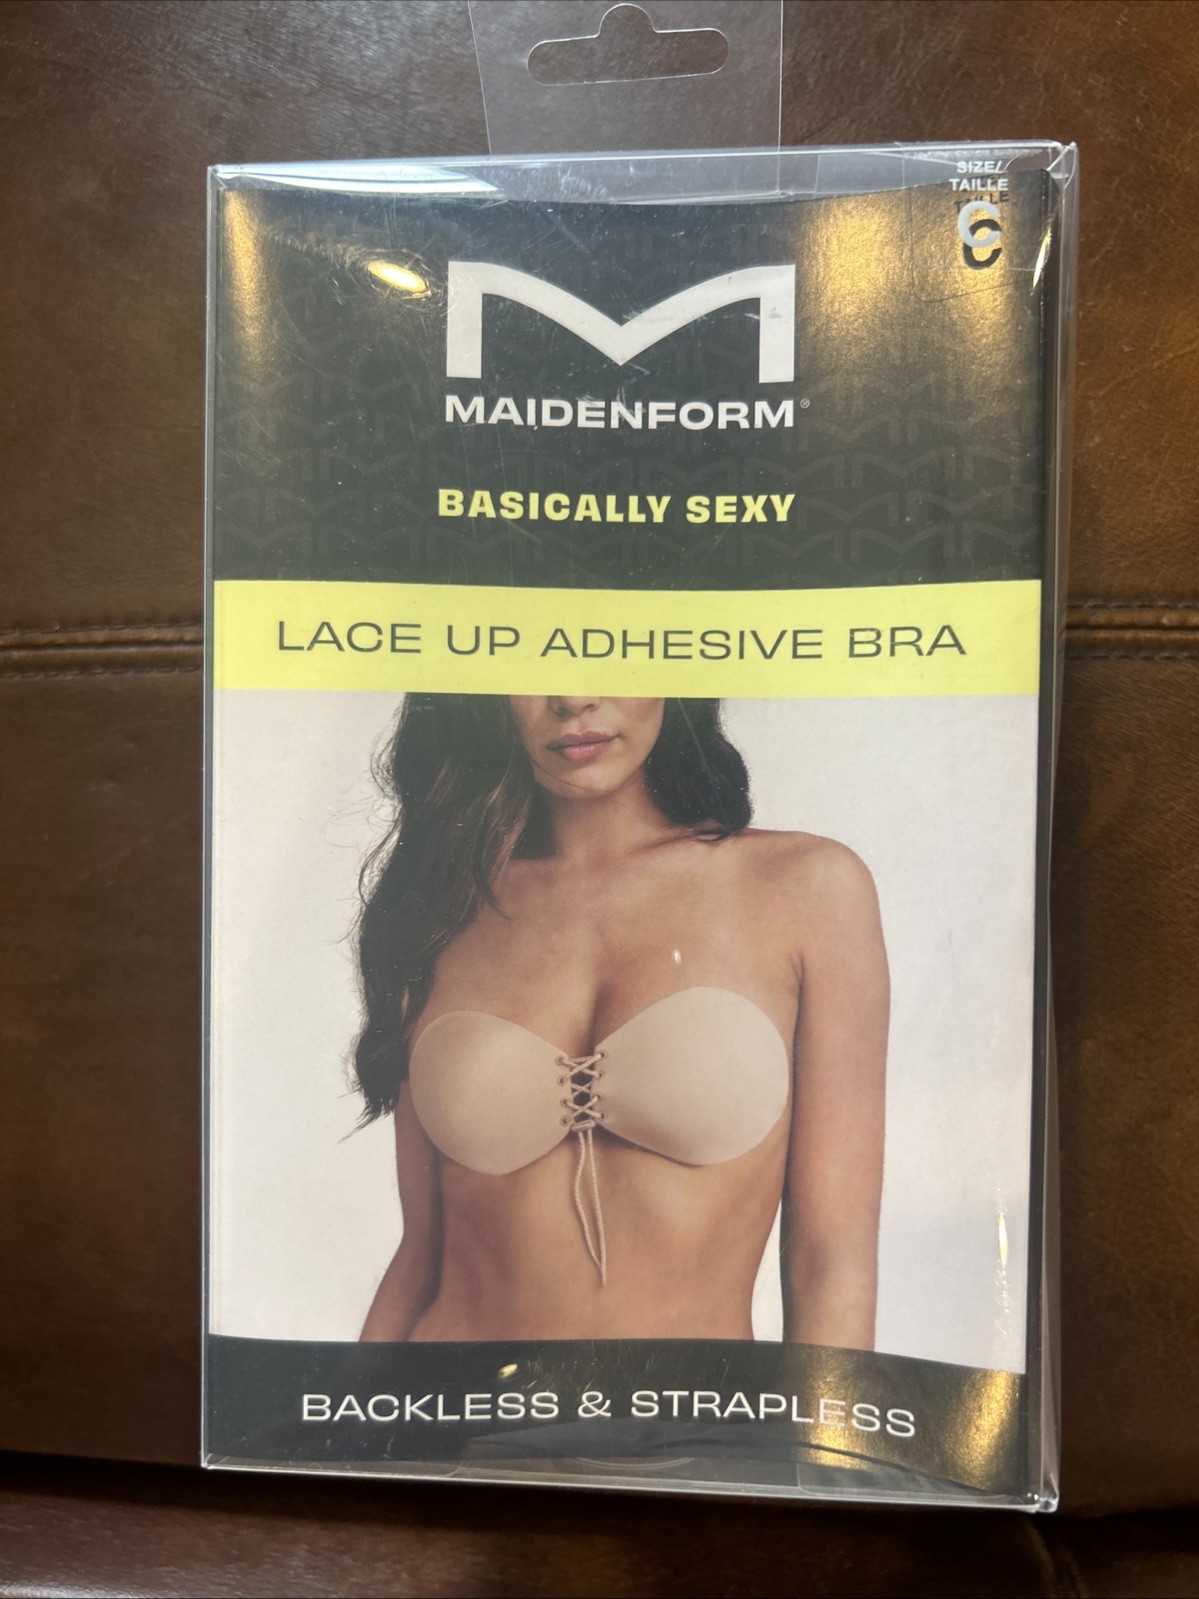 SIZE/
TAILLE
C
MAIDENFORM®
BASICALLY SEXY
LACE UP ADHESIVE BRA
BACKLESS & STRAPLESS